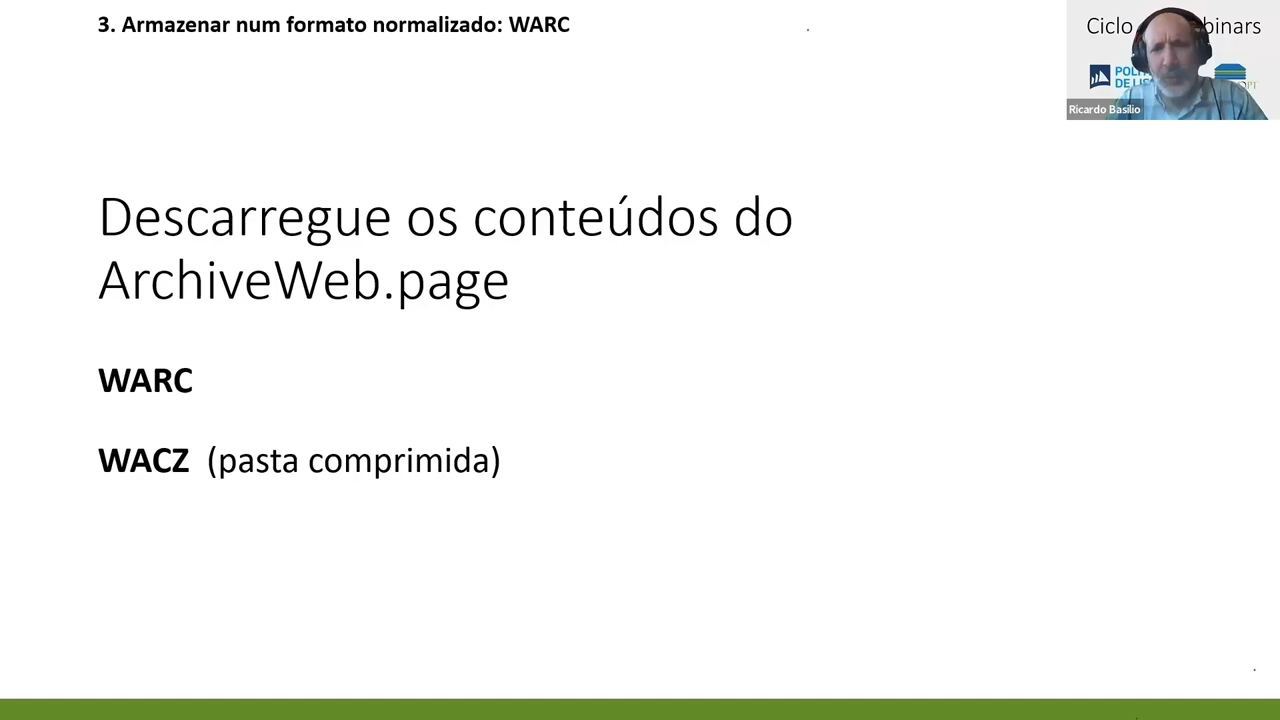 3. Armazenar num formato normalizado: WARC
Ciclo
Ricardo Basílio
Descarregue os conteúdos do
ArchiveWeb.page
WARC
WACZ (pasta comprimida)